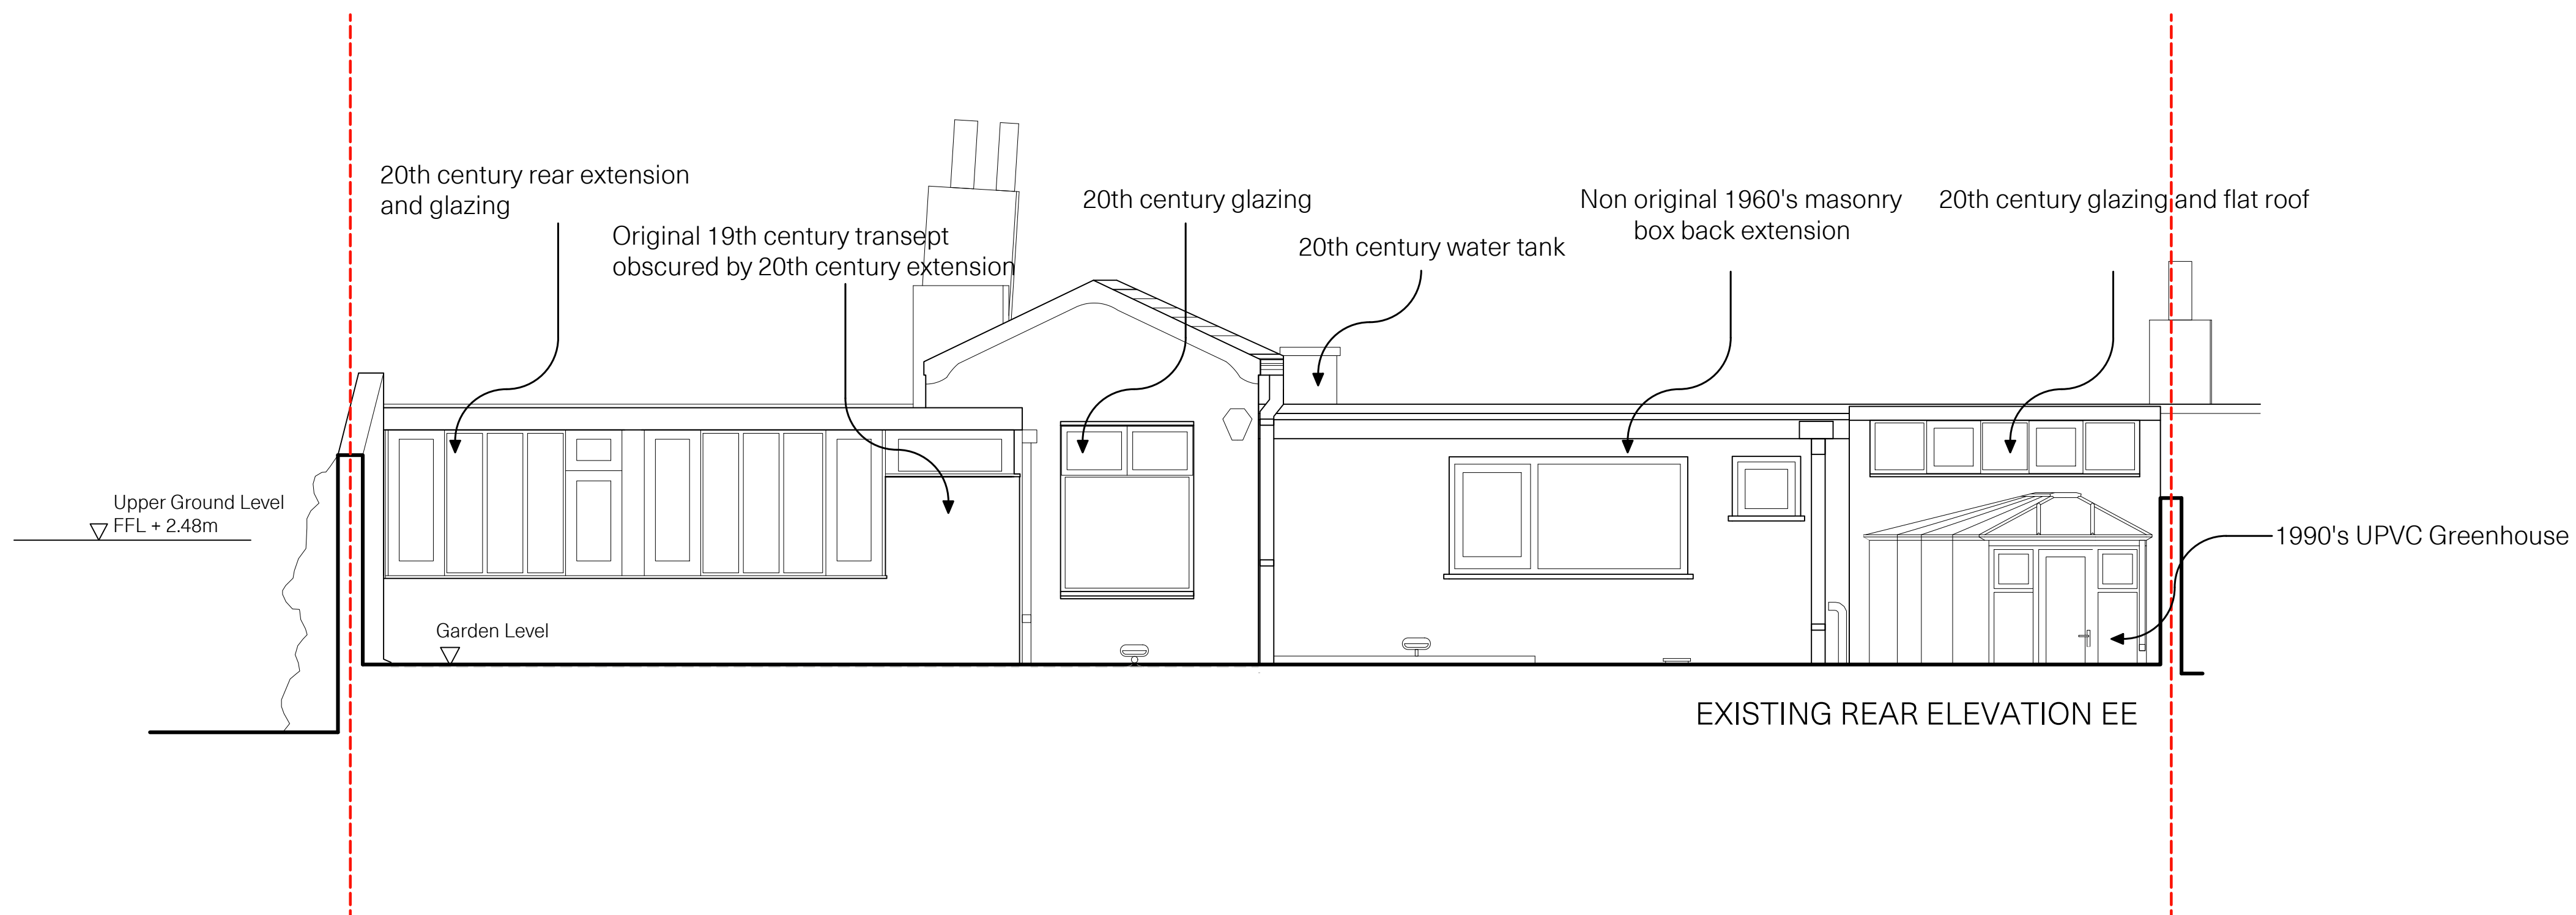 20th century rear extension
and glazing
Original 19th century transept
obscured by 20th century extension
20th century glazing
20th century water tank
Non original 1960's masonry
box back extension
20th century glazing and flat roof
Upper Ground Level
FFL + 2.48m
1990's UPVC Greenhouse
Garden Level
EXISTING REAR ELEVATION EE